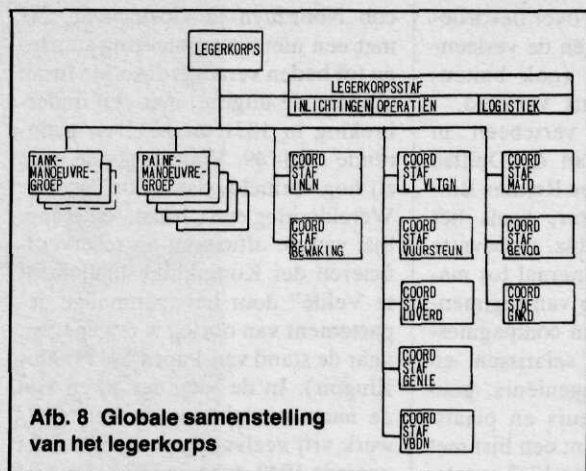 LEGERKORPS
LEGERKORPSSTAF
INLICHTINGEN OPERATIËN LOGISTIEK
TANK-
MANOEUVRE-
GROEP
PAINF-
MANOEUVRE-
GROEP
COORD
STAF
INLN
COORD
STAF
LT VLTGN
COORD
STAF
MATD
COORD
STAF
BEWAKING
COORD
STAF
VUURSTEUN
COORD
STAF
BEVOD
COORD
STAF
LUVERD
COORD
STAF
GNKD
COORD
STAF
GENIE
COORD
STAF
VBDN
Afb. 8 Globale samenstelling
van het legerkorps